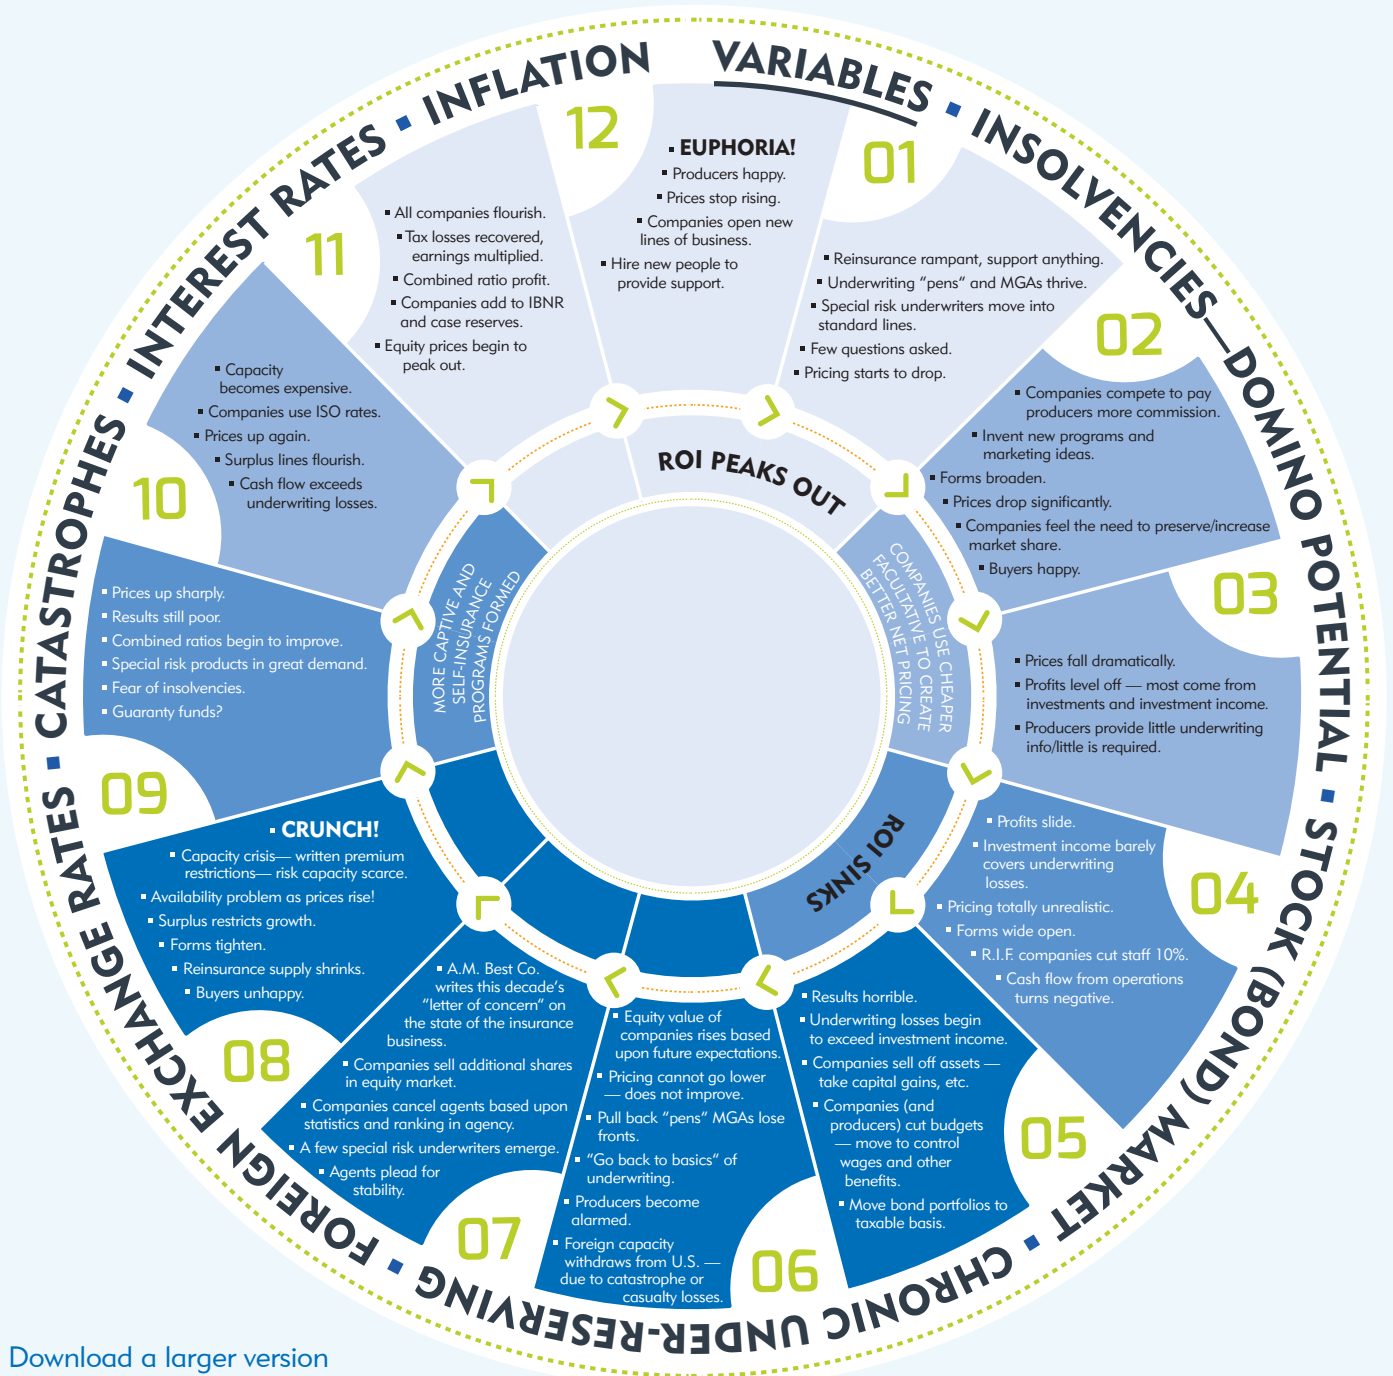 VARIABLES ▪ INSOLVENCIES—DOMINO POTENTIAL ▪ STOCK (BOND) MARKET ▪ CHRONIC UNDER-RESERVING ▪ FOREIGN EXCHANGE RATES ▪ CATASTROPHES ▪ INTEREST RATES ▪ INFLATION
12
▪ EUPHORIA!
▪ Producers happy.
▪ Prices stop rising.
▪ Companies open new
lines of business.
▪ Hire new people to
provide support.
01
▪ Reinsurance rampant, support anything.
▪ Underwriting “pens” and MGAs thrive.
▪ Special risk underwriters move into
standard lines.
▪ Few questions asked.
▪ Pricing starts to drop.
02
▪ Companies compete to pay
producers more commission.
▪ Invent new programs and
marketing ideas.
▪ Forms broaden.
▪ Prices drop significantly.
▪ Companies feel the need to preserve/increase
market share.
▪ Buyers happy.
03
▪ Prices fall dramatically.
▪ Profits level off — most come from
investments and investment income.
▪ Producers provide little underwriting
info/little is required.
04
▪ Profits slide.
▪ Investment income barely
covers underwriting
losses.
▪ Pricing totally unrealistic.
▪ Forms wide open.
▪ R.I.F. companies cut staff 10%.
▪ Cash flow from operations
turns negative.
05
▪ Results horrible.
▪ Underwriting losses begin
to exceed investment income.
▪ Companies sell off assets —
take capital gains, etc.
▪ Companies (and
producers) cut budgets
— move to control
wages and other
benefits.
▪ Move bond portfolios to
taxable basis.
06
▪ Equity value of
companies rises based
upon future expectations.
▪ Pricing cannot go lower
— does not improve.
▪ Pull back “pens” MGAs lose
fronts.
▪ “Go back to basics” of
underwriting.
▪ Producers become
alarmed.
▪ Foreign capacity
withdraws from U.S. —
due to catastrophe or
casualty losses.
07
▪ A.M. Best Co.
writes this decade’s
“letter of concern” on
the state of the insurance
business.
▪ Companies sell additional shares
in equity market.
▪ Companies cancel agents based upon
statistics and ranking in agency.
▪ A few special risk underwriters emerge.
▪ Agents plead for
stability.
08
▪ CRUNCH!
▪ Capacity crisis— written premium
restrictions— risk capacity scarce.
▪ Availability problem as prices rise!
▪ Surplus restricts growth.
▪ Forms tighten.
▪ Reinsurance supply shrinks.
▪ Buyers unhappy.
09
▪ Prices up sharply.
▪ Results still poor.
▪ Combined ratios begin to improve.
▪ Special risk products in great demand.
▪ Fear of insolvencies.
▪ Guaranty funds?
10
▪ Capacity
becomes expensive.
▪ Companies use ISO rates.
▪ Prices up again.
▪ Surplus lines flourish.
▪ Cash flow exceeds
underwriting losses.
11
▪ All companies flourish.
▪ Tax losses recovered,
earnings multiplied.
▪ Combined ratio profit.
▪ Companies add to IBNR
and case reserves.
▪ Equity prices begin to
peak out.
ROI PEAKS OUT
COMPANIES USE CHEAPER
FACULTATIVE TO CREATE
BETTER NET PRICING
ROI SINKS
MORE CAPTIVE AND
SELF-INSURANCE
PROGRAMS FORMED
Download a larger version